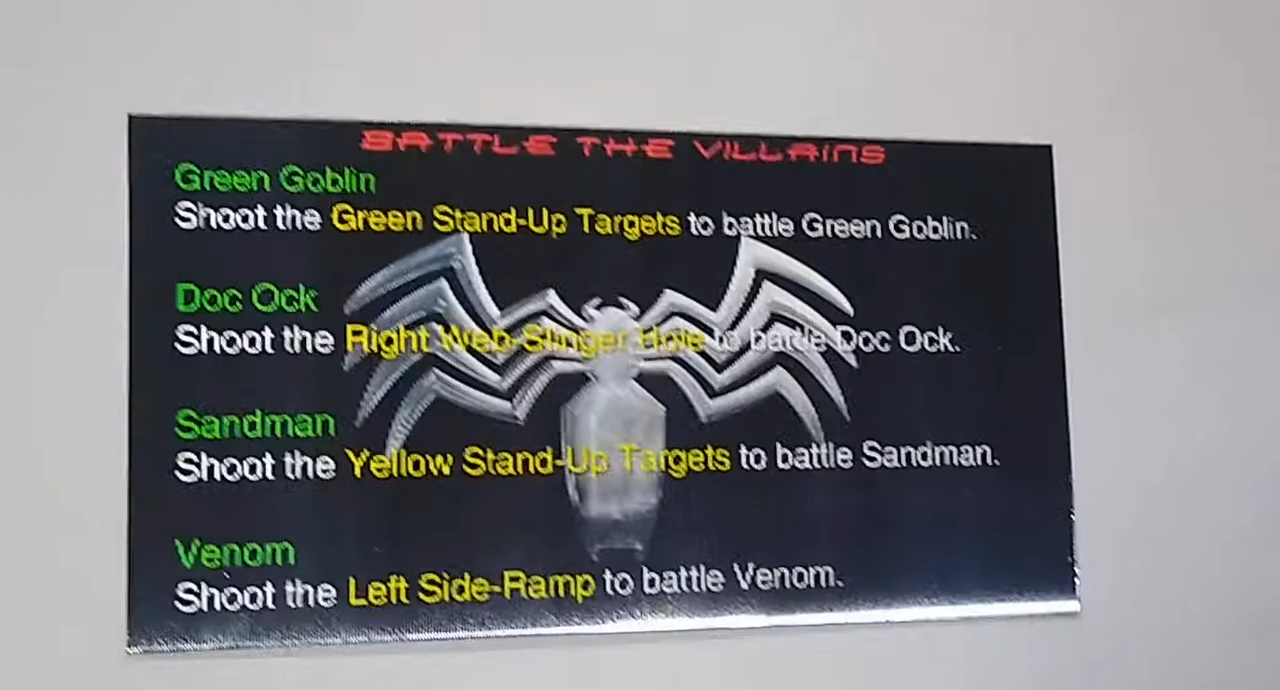 BATTLE THE VILLAINS
Green Goblin
Shoot the Green Stand-Up Targets to battle Green Goblin.
Doc Ock
Shoot the Right Web-Slinger Hole to battle Doc Ock.
Sandman
Shoot the Yellow Stand-Up Targets to battle Sandman.
Venom
Shoot the Left Side-Ramp to battle Venom.